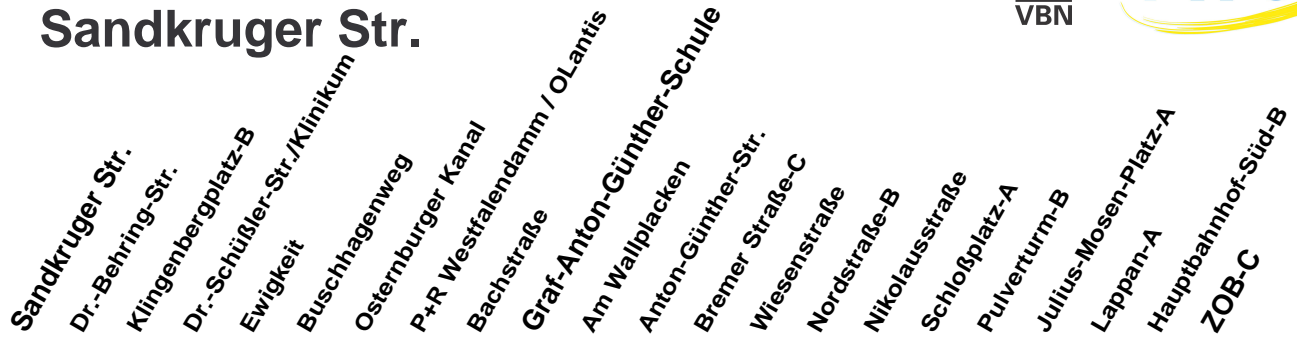 Sandkruger Str.
VBN
Sandkruger Str.
Dr.-Behring-Str.
Klingenbergplatz-B
Dr.-Schüßler-Str./Klinikum
Ewigkeit
Buschhagenweg
Osternburger Kanal
P+R Westfalendamm / OLantis
Bachstraße
Graf-Anton-Günther-Schule
Am Wallplacken
Anton-Günther-Str.
Bremer Straße-C
Wiesenstraße
Nordstraße-B
Nikolausstraße
Schloßplatz-A
Pulverturm-B
Julius-Mosen-Platz-A
Lappan-A
Hauptbahnhof-Süd-B
ZOB-C